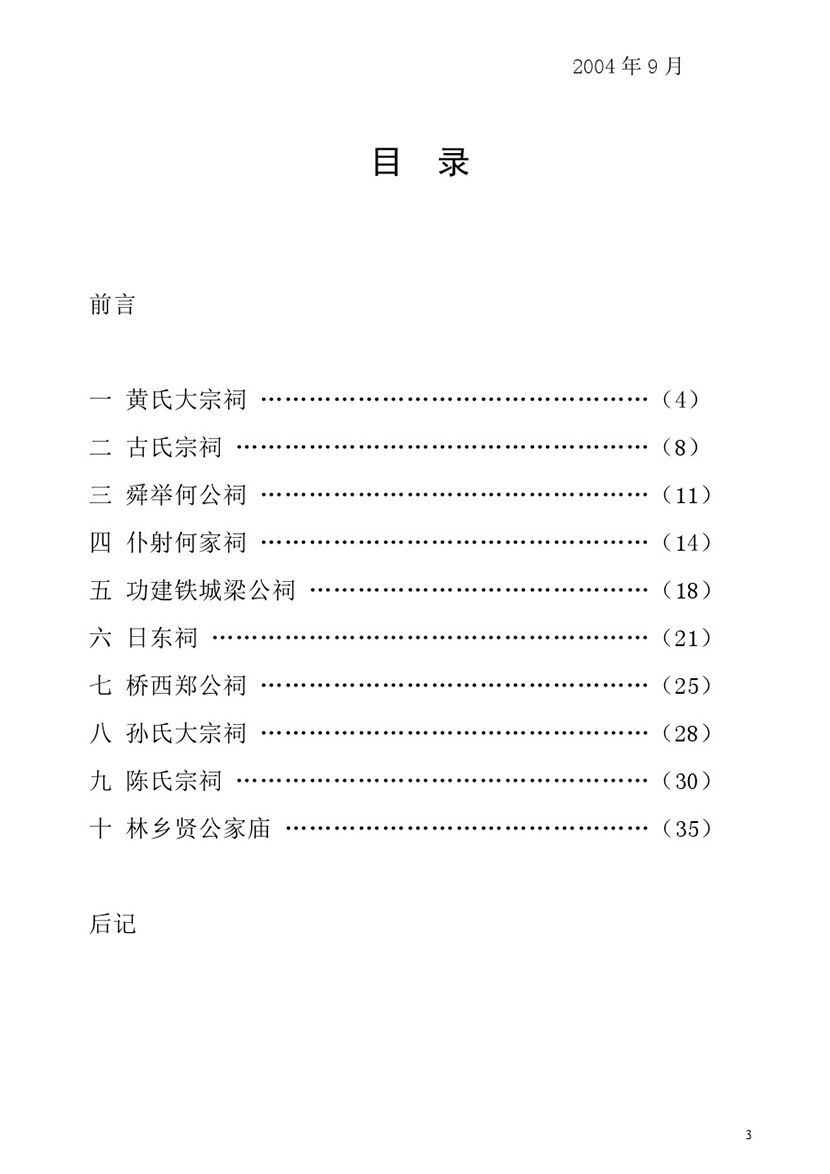 2004年9月
目 录
前言
一 黄氏大宗祠 ………………………………………… (4)
二 古氏宗祠 …………………………………………… (8)
三 舜举何公祠 ………………………………………… (11)
四 仆射何家祠 ………………………………………… (14)
五 功建铁城梁公祠 …………………………………… (18)
六 日东祠 ……………………………………………… (21)
七 桥西郑公祠 ………………………………………… (25)
八 孙氏大宗祠 ………………………………………… (28)
九 陈氏宗祠 …………………………………………… (30)
十 林乡贤公家庙 ……………………………………… (35)
后记
3